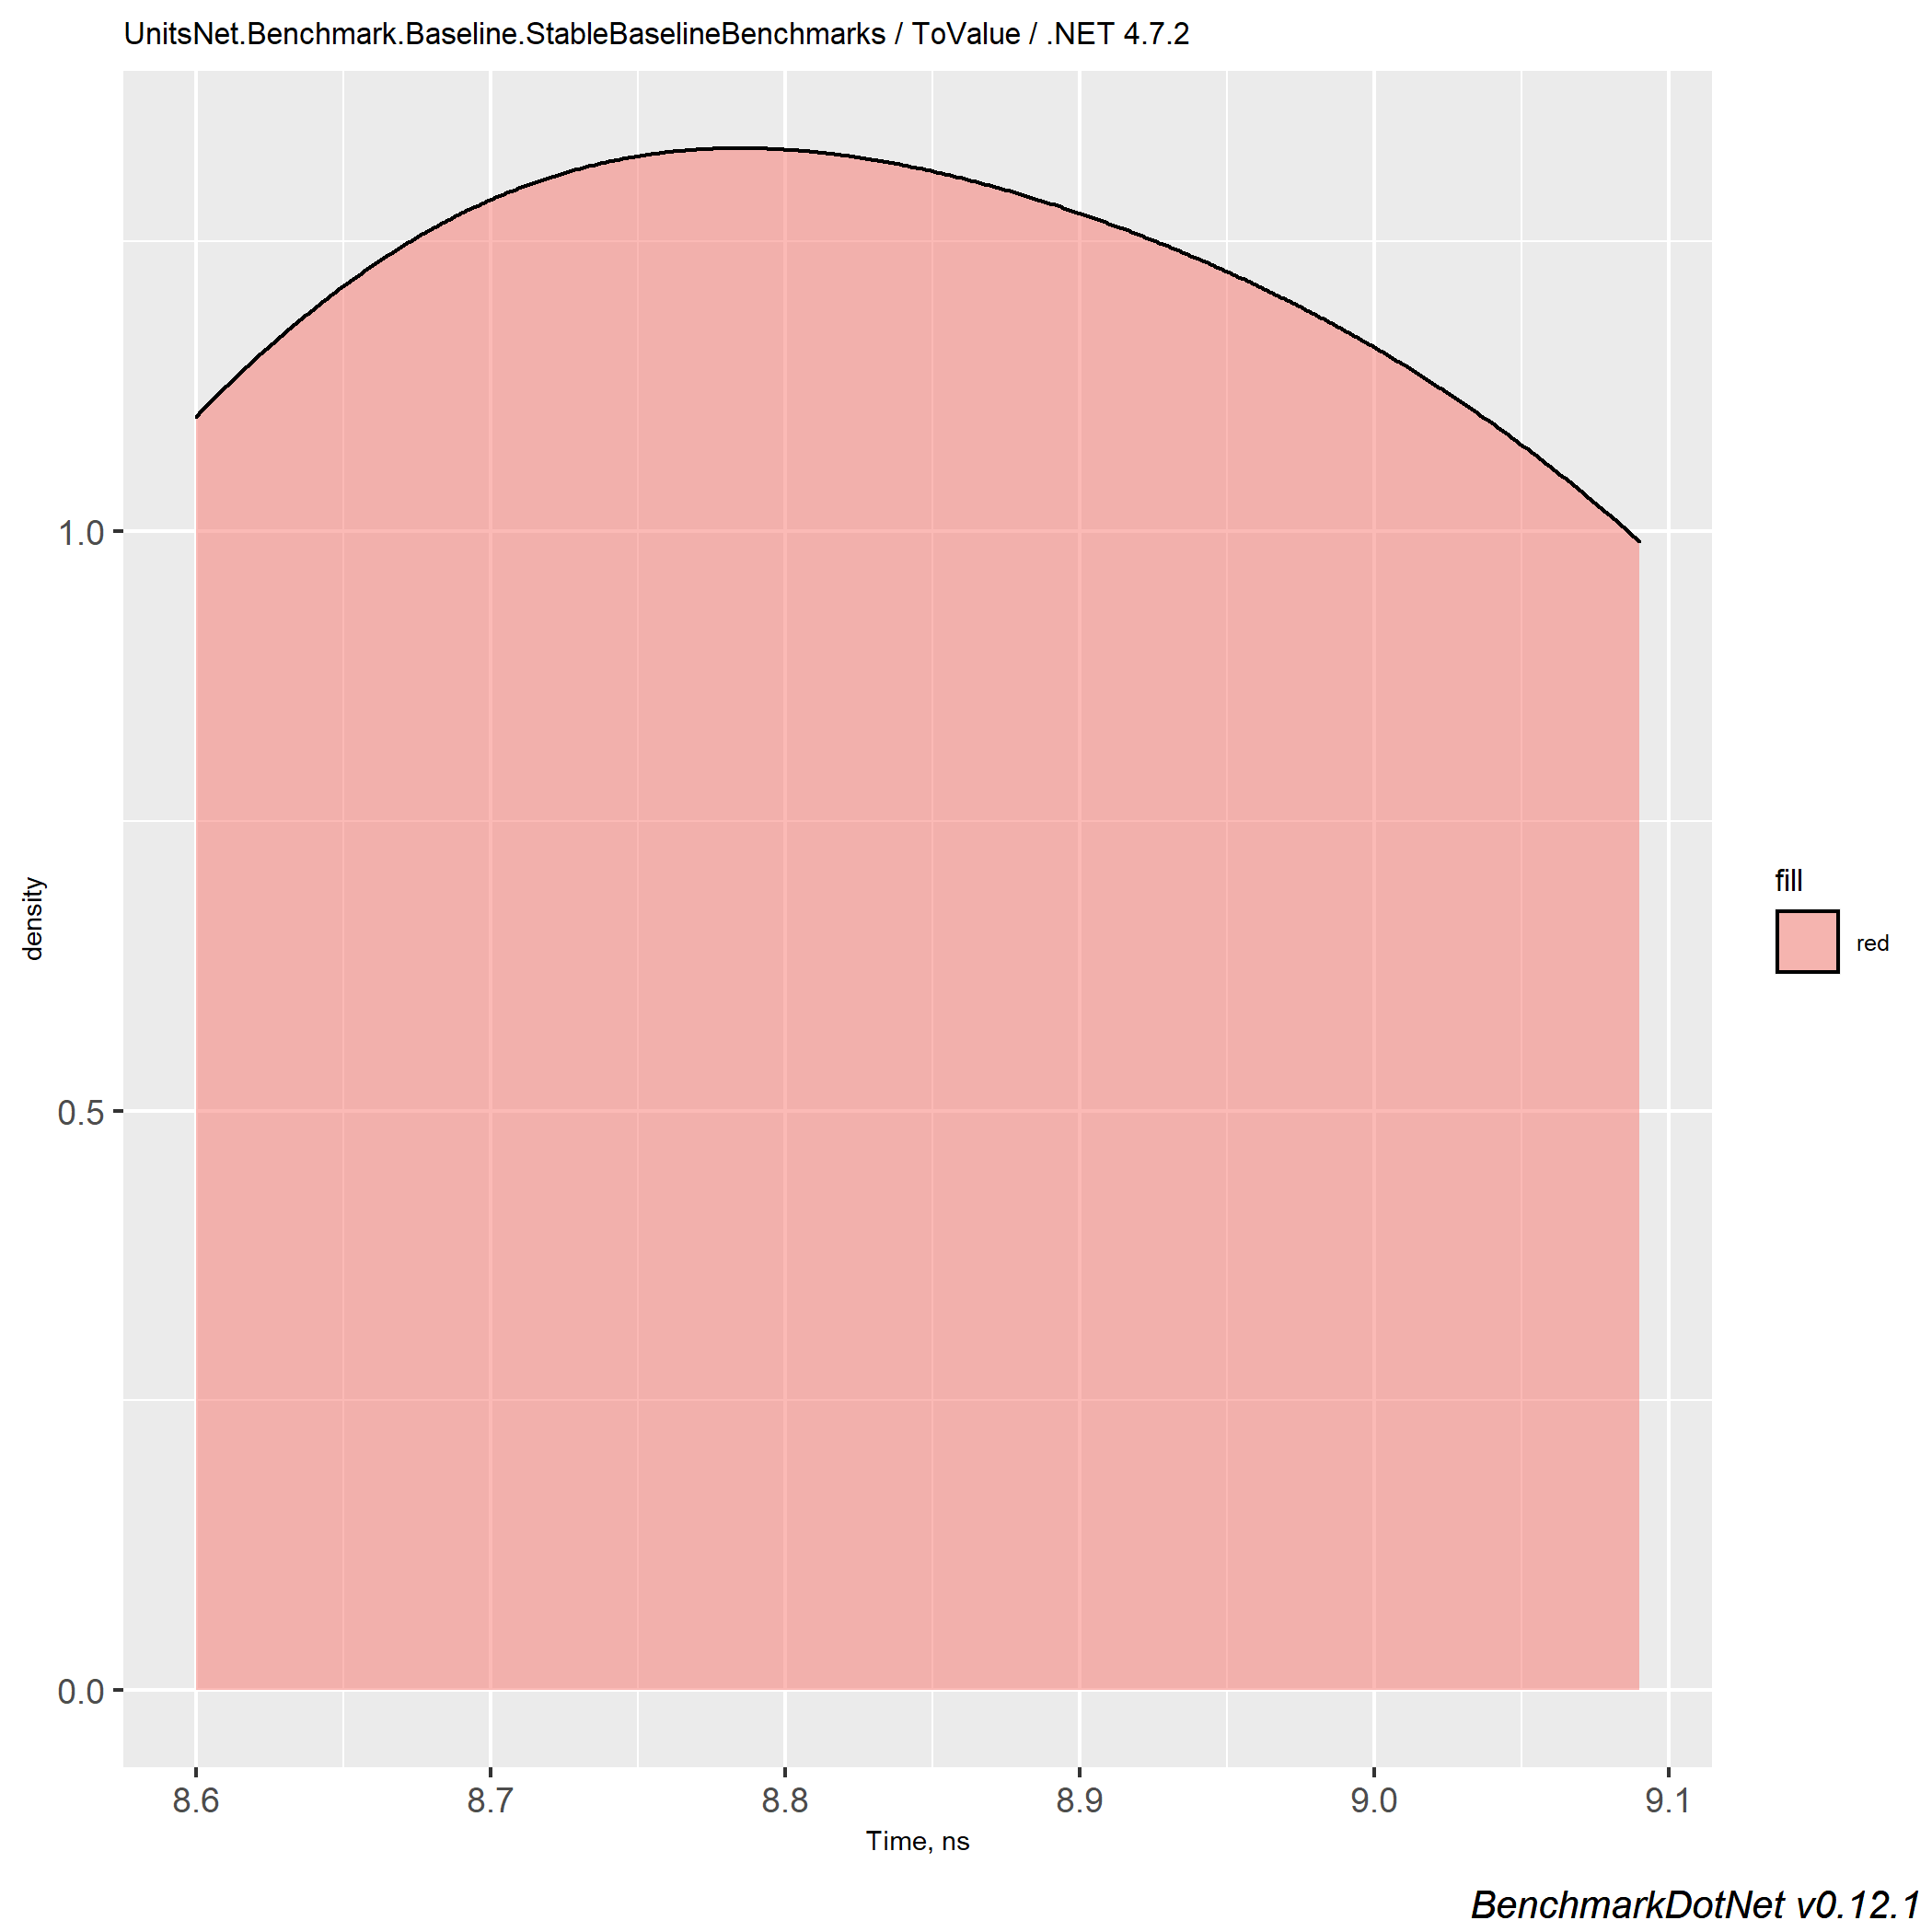 UnitsNet.Benchmark.Baseline.StableBaselineBenchmarks / ToValue / .NET 4.7.2
1.0
0.5
0.0
density
8.6 8.7 8.8 8.9 9.0 9.1
Time, ns
fill
red
BenchmarkDotNet v0.12.1